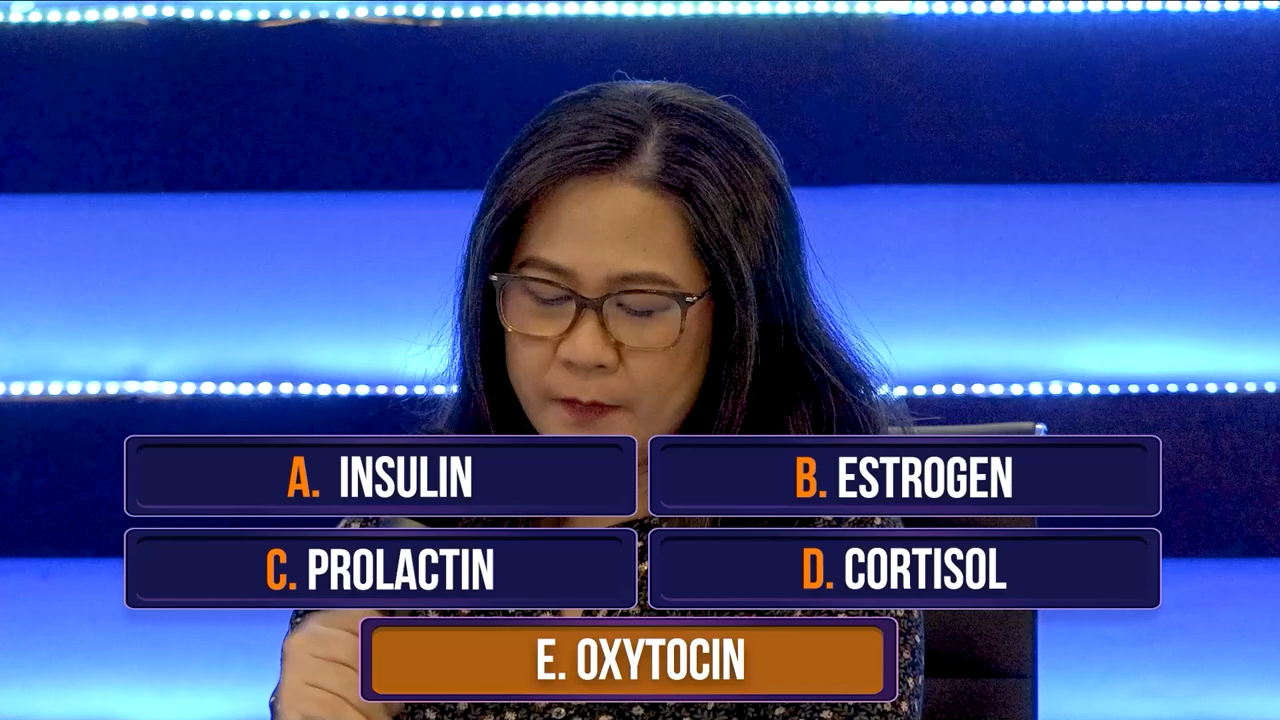 A. INSULIN
B. ESTROGEN
C. PROLACTIN
D. CORTISOL
E. OXYTOCIN